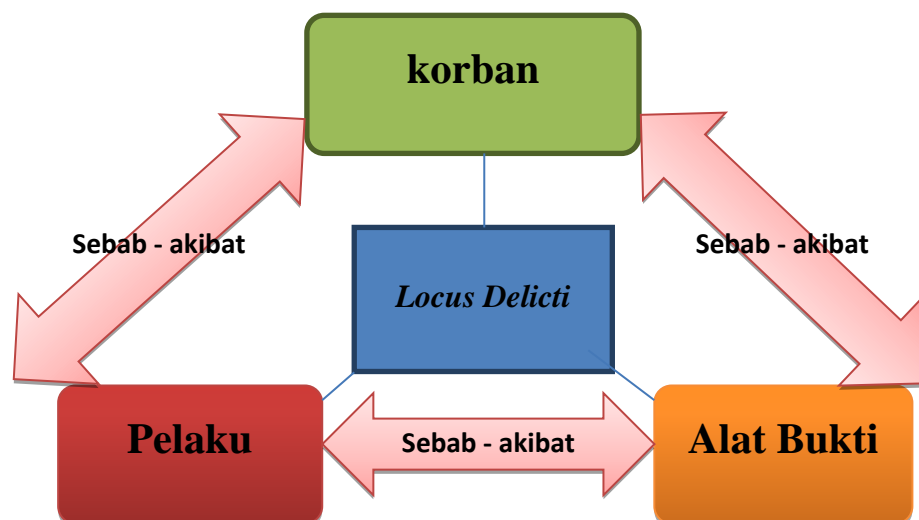 korban
Sebab - akibat
Sebab - akibat
Locus Delicti
Pelaku
Sebab - akibat
Alat Bukti